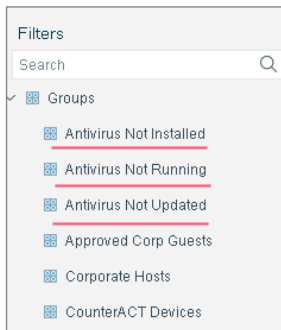 Filters
Search
Groups
Antivirus Not Installed
Antivirus Not Running
Antivirus Not Updated
Approved Corp Guests
Corporate Hosts
CounterACT Devices